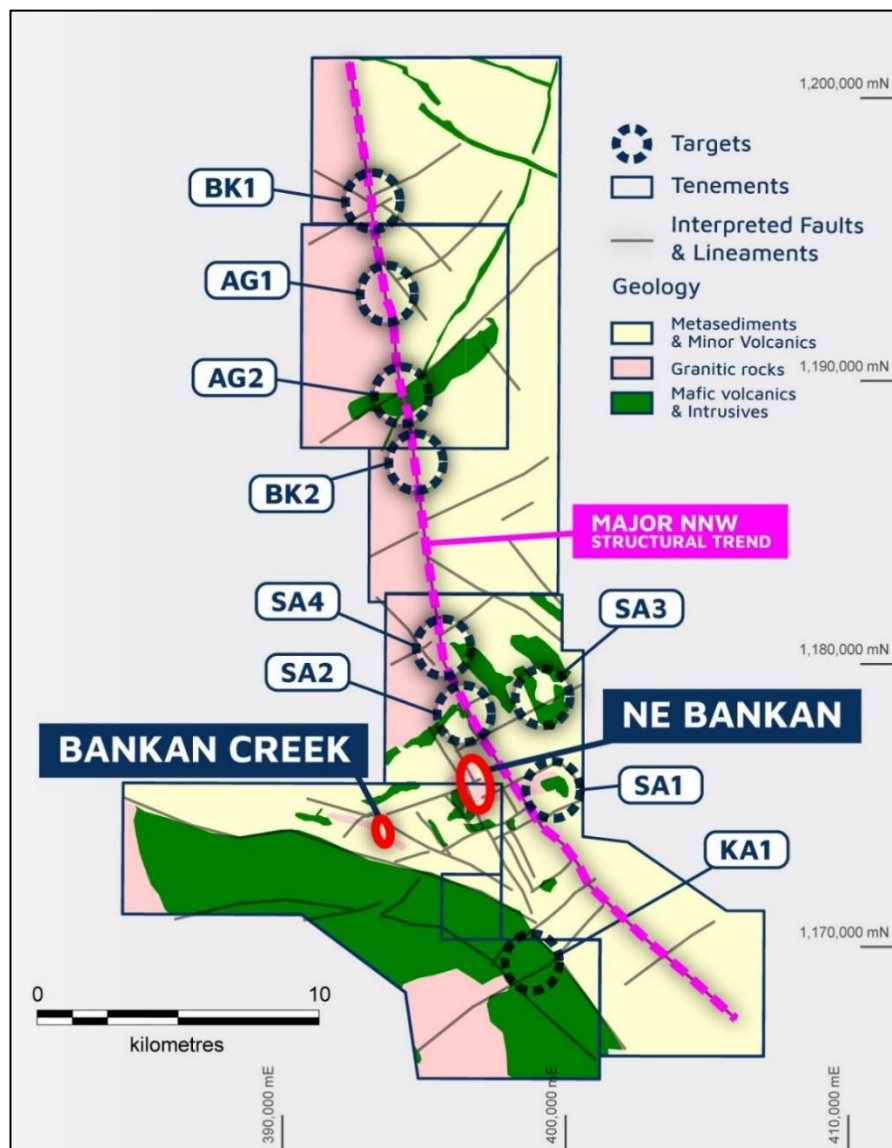 1,200,000 mN
Targets
BK1
Tenements
Interpreted Faults
& Lineaments
AG1
Geology
Metasediments
& Minor Volcanics
Granitic rocks
Mafic volcanics
& Intrusives
AG2
1,190,000 mN
BK2
MAJOR NNW
STRUCTURAL TREND
SA4
SA3
1,180,000 mN
SA2
NE BANKAN
BANKAN CREEK
SA1
KA1
1,170,000 mN
0 10
kilometres
390,000 mE
400,000 mE
410,000 mE